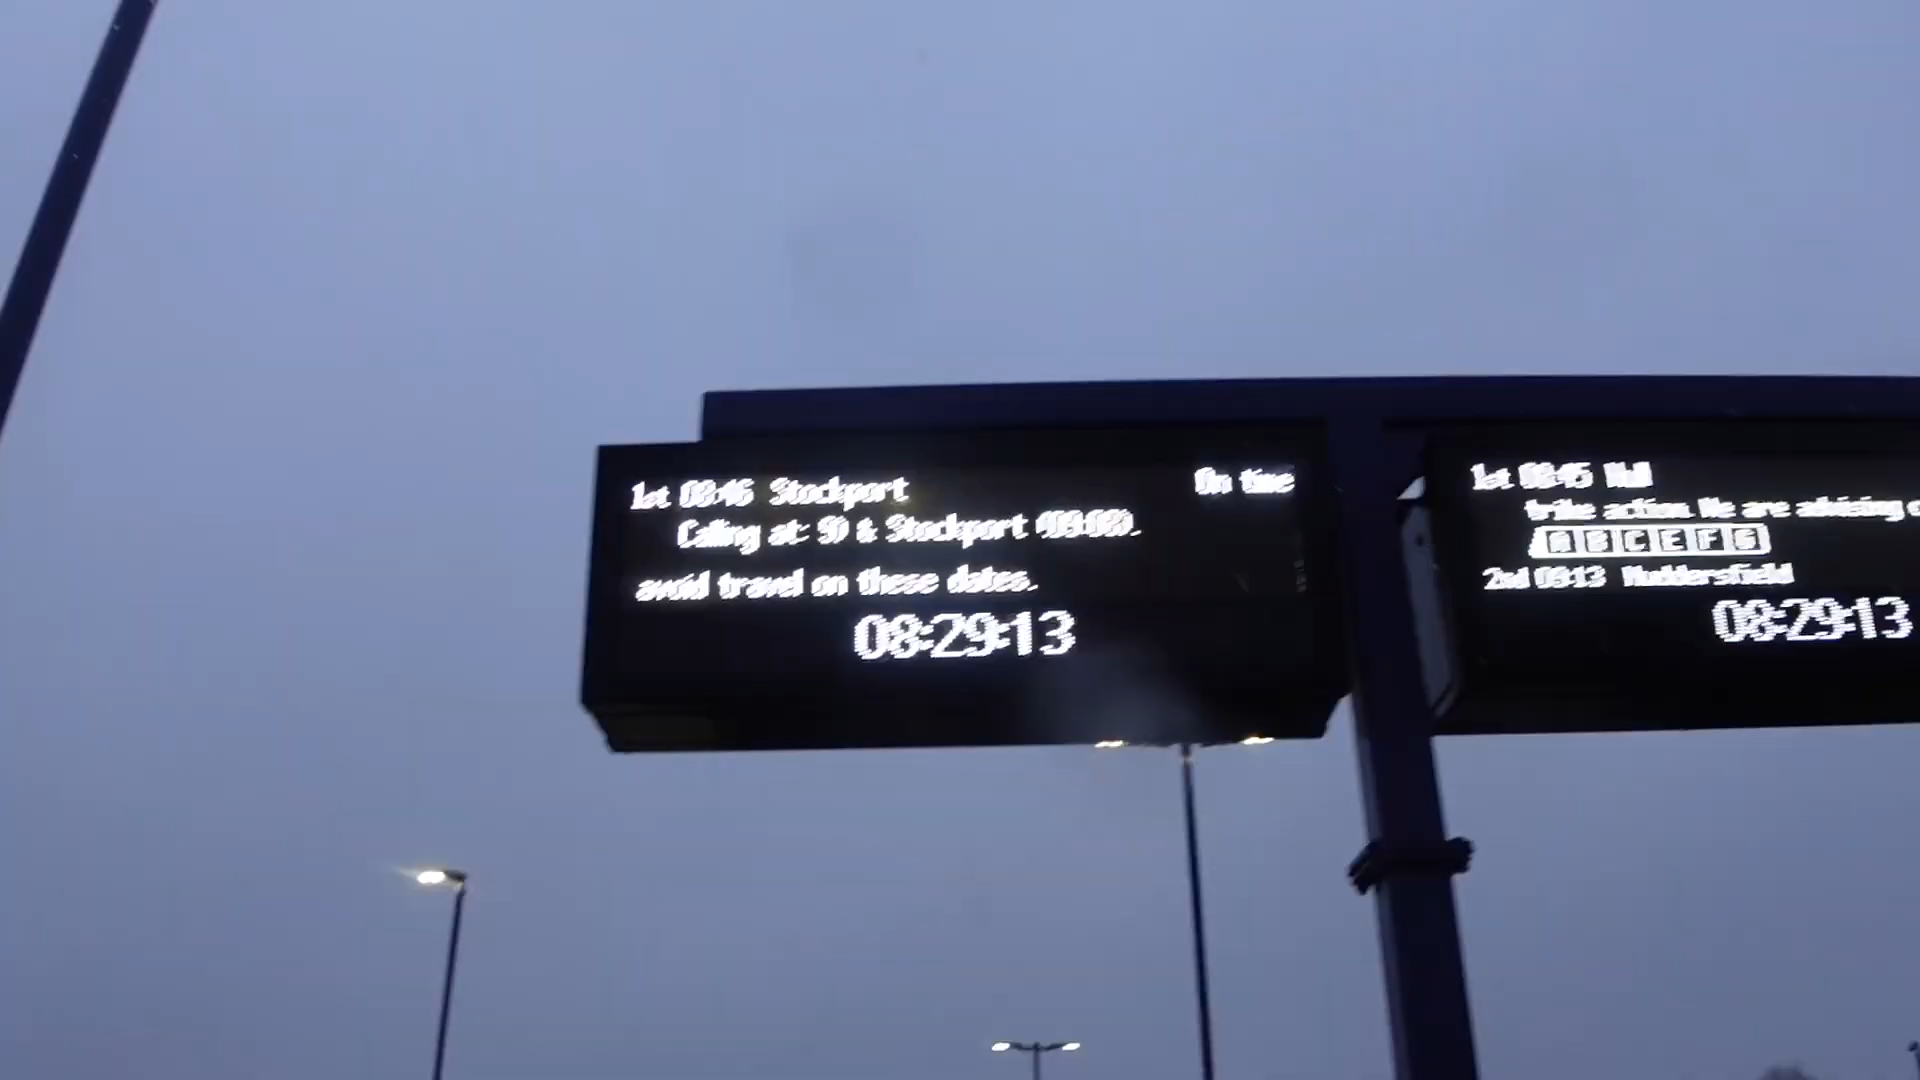 1st 08:46 Stockport On time
Calling at: & Stockport
avoid travel on these dates.
08:29:13
1st 08:45 Hull
trike action. We are advising c
A B C E F G
2nd 09:13 Huddersfield
08:29:13